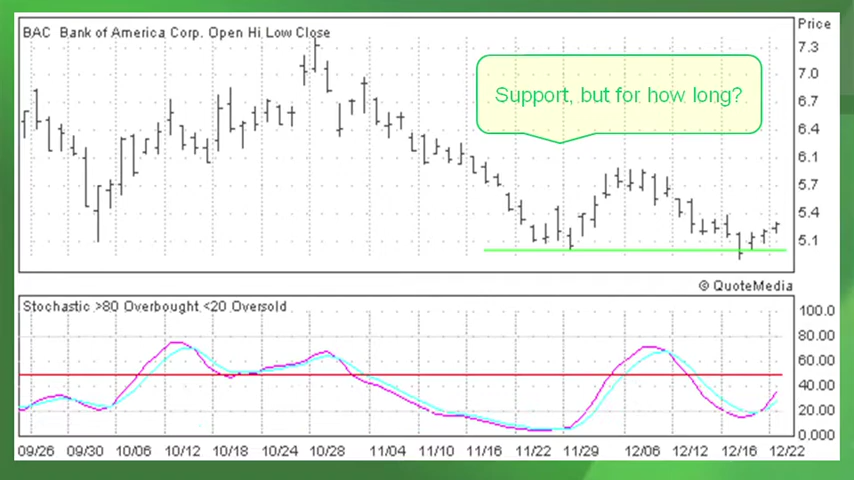 BAC Bank of America Corp. Open Hi Low Close
Price
7.3
7.0
6.7
6.4
6.1
5.7
5.4
5.1
Support, but for how long?
© QuoteMedia
Stochastic >80 Overbought <20 Oversold
100.0
80.00
60.00
40.00
20.00
0.000
09/26 09/30 10/06 10/12 10/18 10/24 10/28 11/04 11/10 11/16 11/22 11/29 12/06 12/12 12/16 12/22